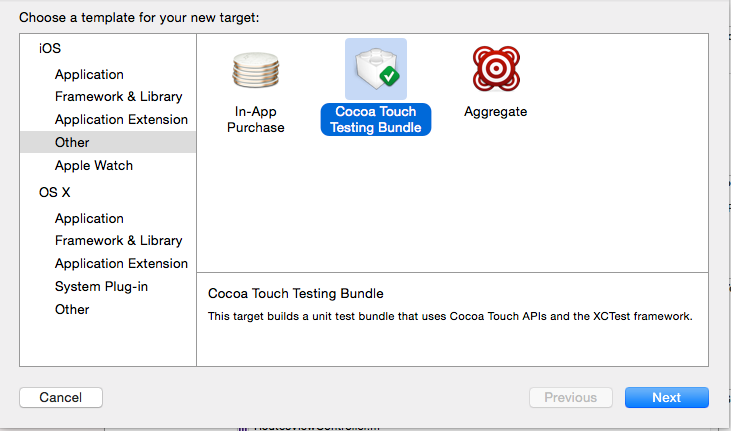 Choose a template for your new target:
iOS
Application
Framework & Library
Application Extension
Other
Apple Watch
OS X
Application
Framework & Library
Application Extension
System Plug-in
Other
In-App
Purchase
Cocoa Touch
Testing Bundle
Aggregate
Cocoa Touch Testing Bundle
This target builds a unit test bundle that uses Cocoa Touch APIs and the XCTest framework.
Cancel
Previous
Next